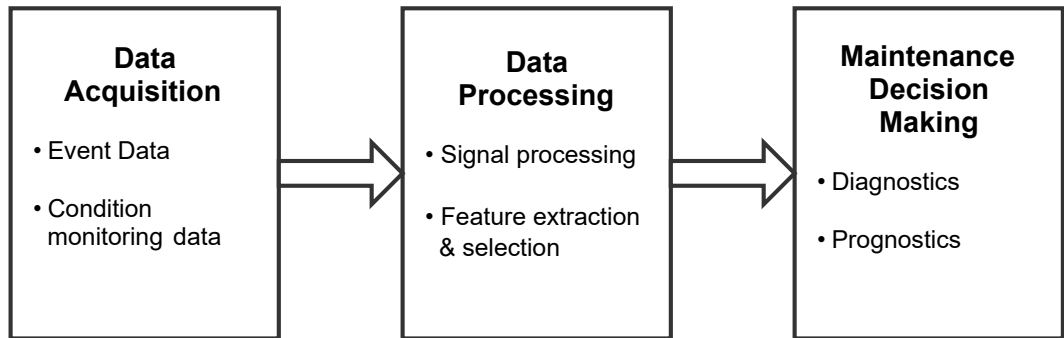 Data
Acquisition
• Event Data
• Condition
monitoring data
Data
Processing
• Signal processing
• Feature extraction
& selection
Maintenance
Decision
Making
• Diagnostics
• Prognostics